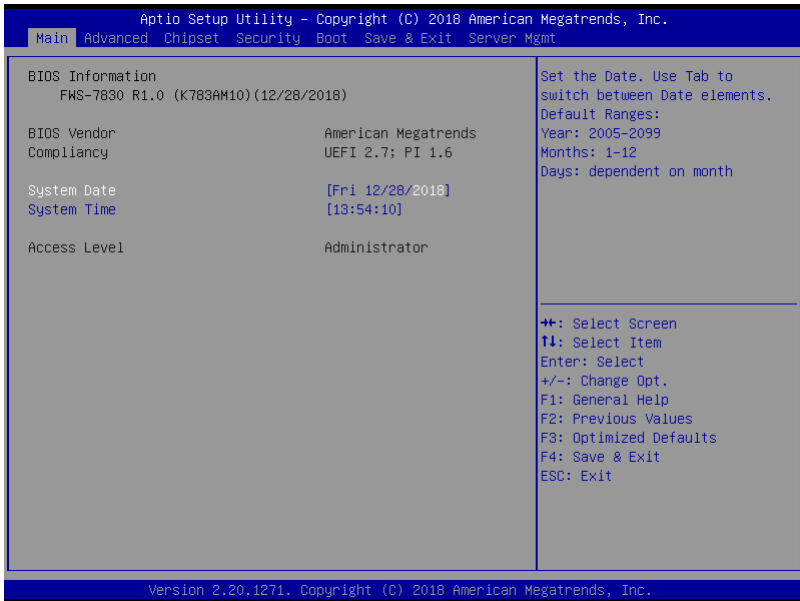 Aptio Setup Utility – Copyright (C) 2018 American Megatrends, Inc.
Main Advanced Chipset Security Boot Save & Exit Server Mgmt
BIOS Information
FWS-7830 R1.0 (K783AM10)(12/28/2018)
BIOS Vendor American Megatrends
Compliancy UEFI 2.7; PI 1.6
System Date [Fri 12/28/2018]
System Time [13:54:10]
Access Level Administrator
Set the Date. Use Tab to
switch between Date elements.
Default Ranges:
Year: 2005-2099
Months: 1-12
Days: dependent on month
→←: Select Screen
↑↓: Select Item
Enter: Select
+/-: Change Opt.
F1: General Help
F2: Previous Values
F3: Optimized Defaults
F4: Save & Exit
ESC: Exit
Version 2.20.1271. Copyright (C) 2018 American Megatrends, Inc.